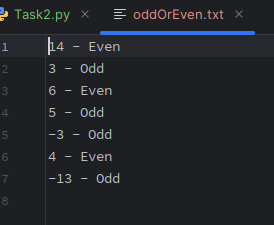 Task2.py oddOrEven.txt
1 14 - Even
2 3 - Odd
3 6 - Even
4 5 - Odd
5 -3 - Odd
6 4 - Even
7 -13 - Odd
8